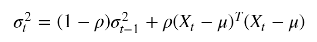 σ_t^2 = (1 − ρ)σ_{t−1}^2 + ρ(X_t − μ)^T(X_t − μ)